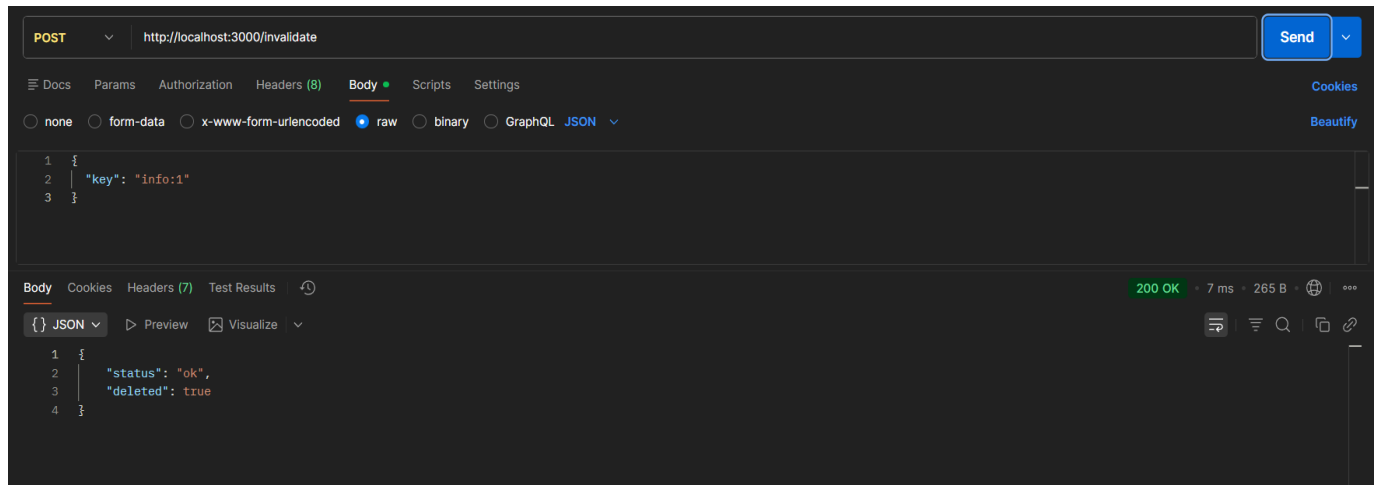 POST http://localhost:3000/invalidate Send
Docs Params Authorization Headers (8) Body Scripts Settings Cookies
none form-data x-www-form-urlencoded raw binary GraphQL JSON Beautify
1 {
2 "key": "info:1"
3 }
Body Cookies Headers (7) Test Results 200 OK • 7 ms • 265 B •
{} JSON Preview Visualize
1 {
2 "status": "ok",
3 "deleted": true
4 }